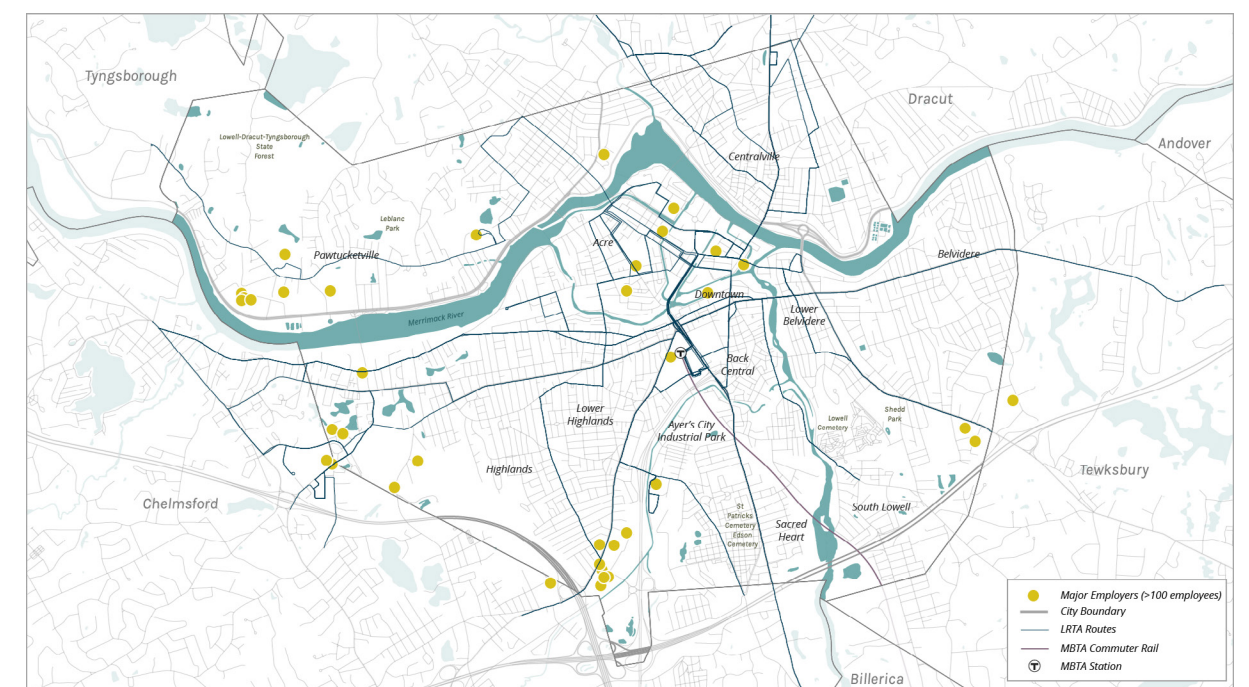 Tyngsborough
Dracut
Andover
Lowell-Dracut-Tyngsborough
State
Forest
Centralville
Leblanc
Park
Acre
Pawtucketville
Belvidere
Downtown
Merrimack River
Lower
Belvidere
Back
Central
Lower
Highlands
Ayer's City
Industrial Park
Lowell
Cemetery
Shedd
Park
Highlands
Tewksbury
Chelmsford
St
Patricks
Cemetery
Edson
Cemetery
Sacred
Heart
South Lowell
T
Billerica
Major Employers (>100 employees)
City Boundary
LRTA Routes
MBTA Commuter Rail
T MBTA Station